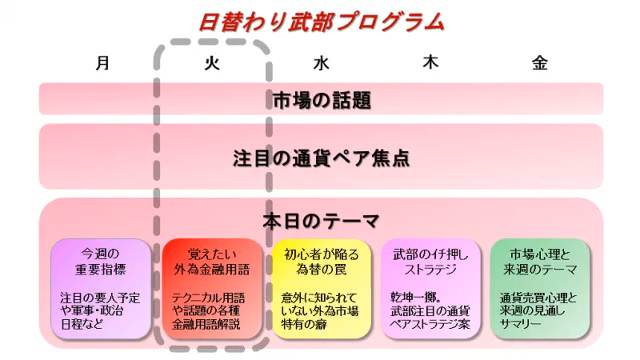 日替わり武部プログラム
月 火 水 木 金
市場の話題
注目の通貨ペア焦点
本日のテーマ
今週の
重要指標
注目の要人予定
や軍事・政治
日程など
覚えたい
外為金融用語
テクニカル用語
や話題の各種
金融用語解説
初心者が陥る
為替の罠
意外に知られて
いない外為市場
特有の癖
武部のイチ押し
ストラテジ
乾坤一擲。
武部注目の通貨
ペアストラテジ案
市場心理と
来週のテーマ
通貨売買心理と
来週の見通し
サマリー